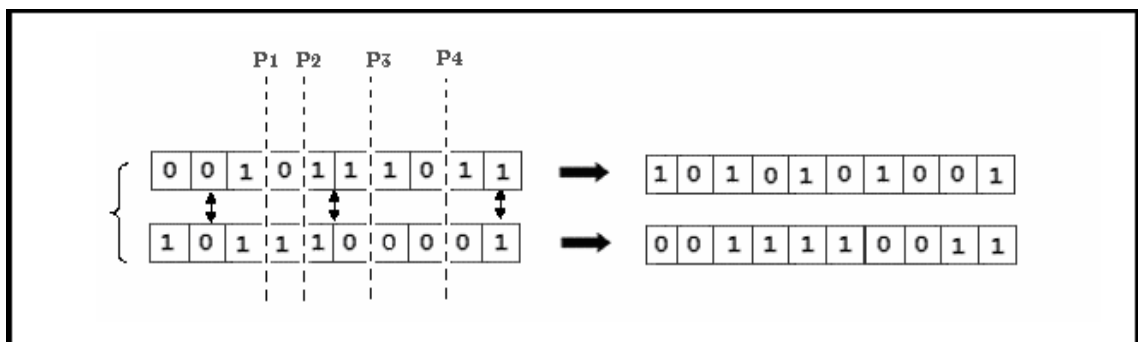 P1 P2 P3 P4
0 0 1 0 1 1 1 0 1 1
1 0 1 0 1 0 1 0 0 1
1 0 1 1 1 0 0 0 0 1
0 0 1 1 1 1 0 0 1 1